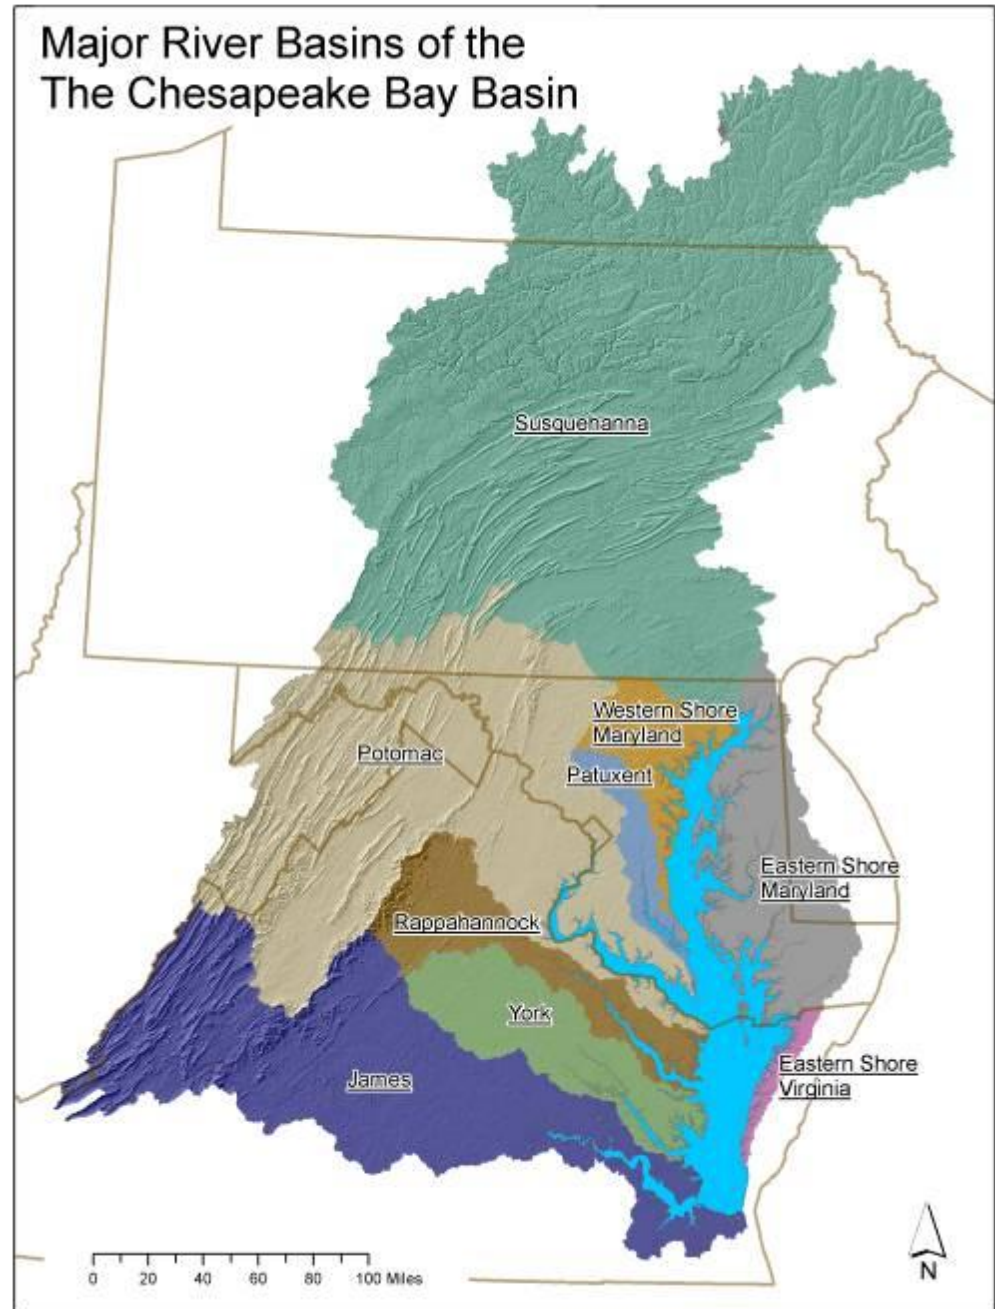 Major River Basins of the
The Chesapeake Bay Basin
Susquehanna
Western Shore
Maryland
Potomac
Patuxent
Eastern Shore
Maryland
Rappahannock
York
Eastern Shore
Virginia
James
0 20 40 60 80 100 Miles
N